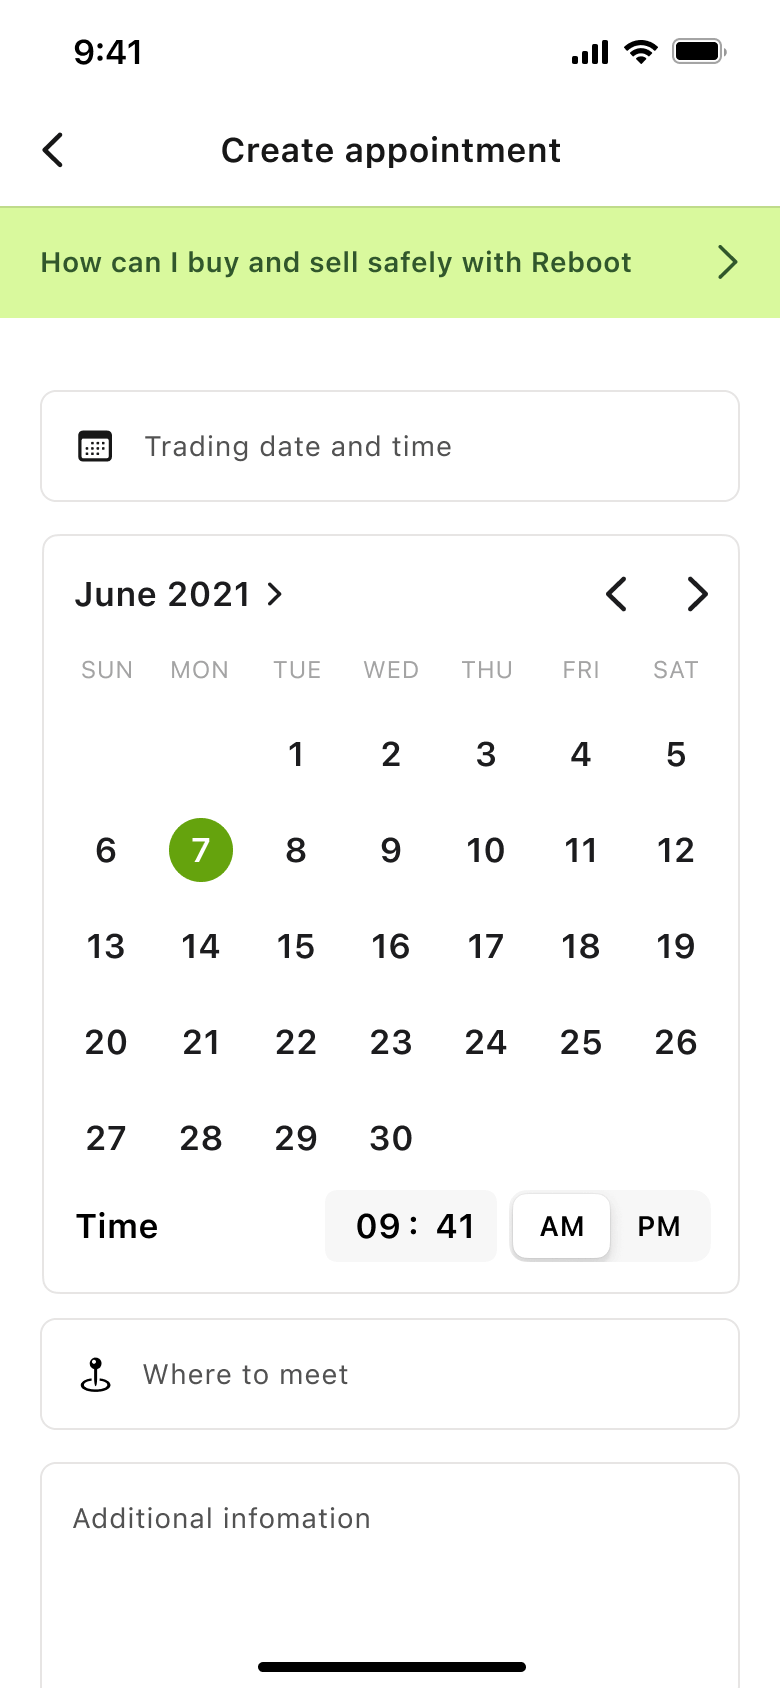 9:41
Create appointment
How can I buy and sell safely with Reboot
Trading date and time
June 2021
SUN MON TUE WED THU FRI SAT
1 2 3 4 5
6 7 8 9 10 11 12
13 14 15 16 17 18 19
20 21 22 23 24 25 26
27 28 29 30
Time 09 : 41 AM PM
Where to meet
Additional infomation